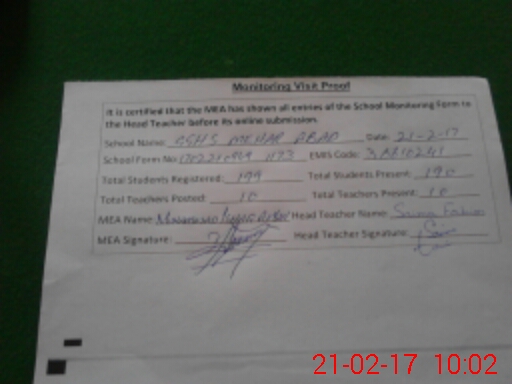 Monitoring Visit Proof
It is certified that the MEA has shown all entries of the School Monitoring Form to
the Head Teacher before its online submission.
School Name: GGHS MEHAR ABAD Date: 21-2-17
School Form No: EMIS Code:
Total Students Registered: 199 Total Students Present: 190
Total Teachers Posted: 10 Total Teachers Present: 10
MEA Name: Muhammad Head Teacher Name:
MEA Signature: Head Teacher Signature:
21-02-17 10:02